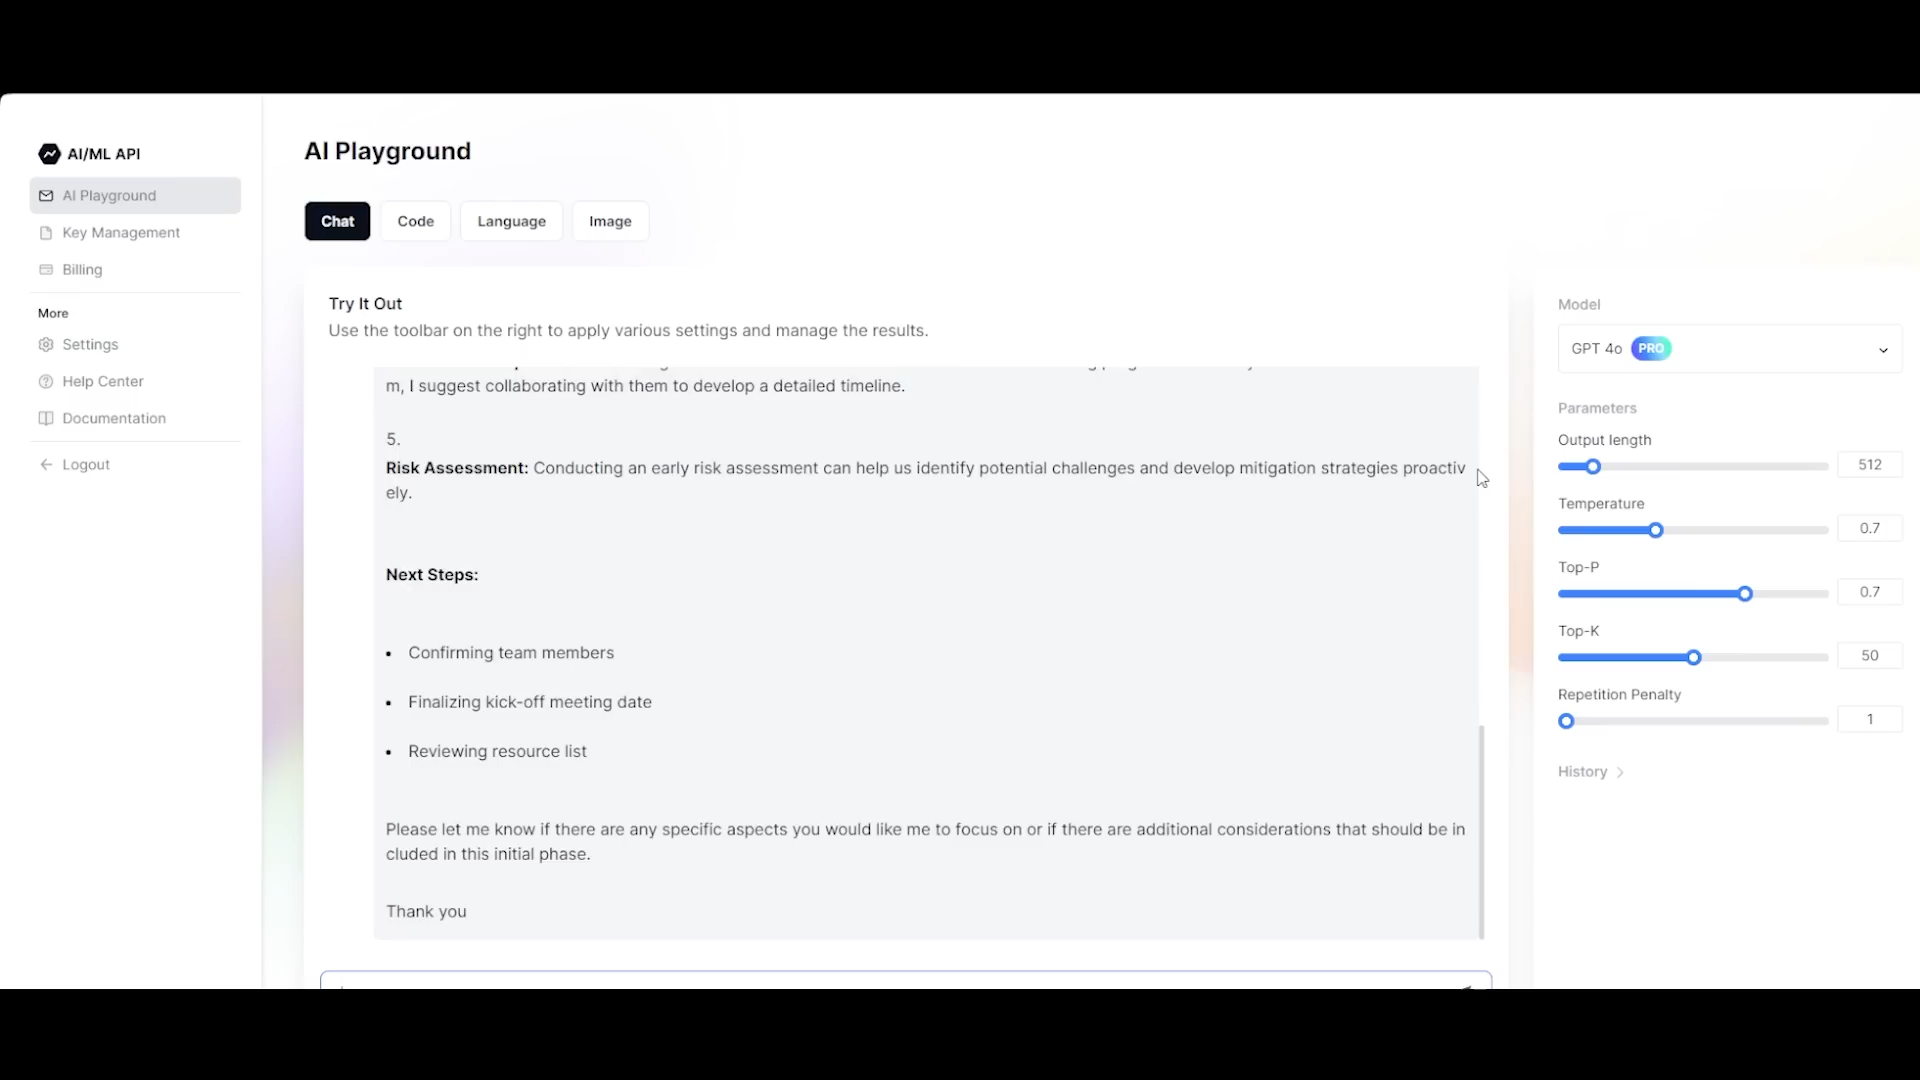 AI/ML API
AI Playground
Key Management
Billing
More
Settings
Help Center
Documentation
Logout
AI Playground
Chat
Code
Language
Image
Try It Out
Use the toolbar on the right to apply various settings and manage the results.
m, I suggest collaborating with them to develop a detailed timeline.
5.
Risk Assessment: Conducting an early risk assessment can help us identify potential challenges and develop mitigation strategies proactiv
ely.
Next Steps:
• Confirming team members
• Finalizing kick-off meeting date
• Reviewing resource list
Please let me know if there are any specific aspects you would like me to focus on or if there are additional considerations that should be in
cluded in this initial phase.
Thank you
Model
GPT 4o PRO
Parameters
Output length
512
Temperature
0.7
Top-P
0.7
Top-K
50
Repetition Penalty
1
History